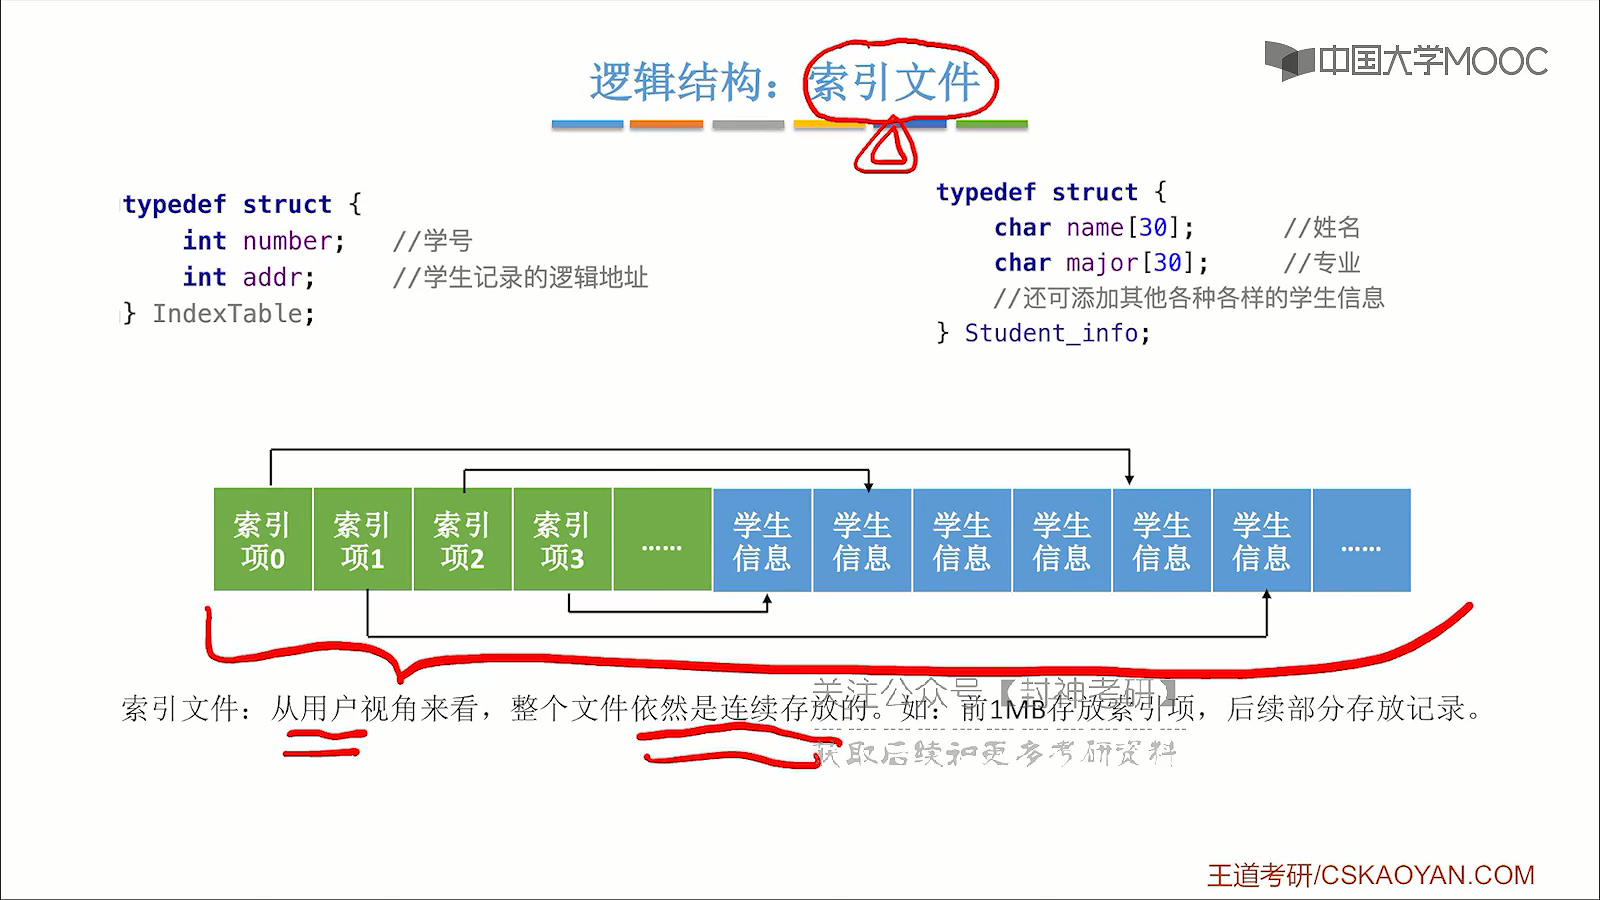 逻辑结构：索引文件
中国大学MOOC
typedef struct {
int number; //学号
int addr; //学生记录的逻辑地址
} IndexTable;
typedef struct {
char name[30]; //姓名
char major[30]; //专业
//还可添加其他各种各样的学生信息
} Student_info;
索引项0
索引项1
索引项2
索引项3
……
学生信息
学生信息
学生信息
学生信息
学生信息
学生信息
……
关注公众号【封神考研】
索引文件：从用户视角来看，整个文件依然是连续存放的。如：前1MB存放索引项，后续部分存放记录。
获取后续和更多考研资料
王道考研/CSKAOYAN.COM